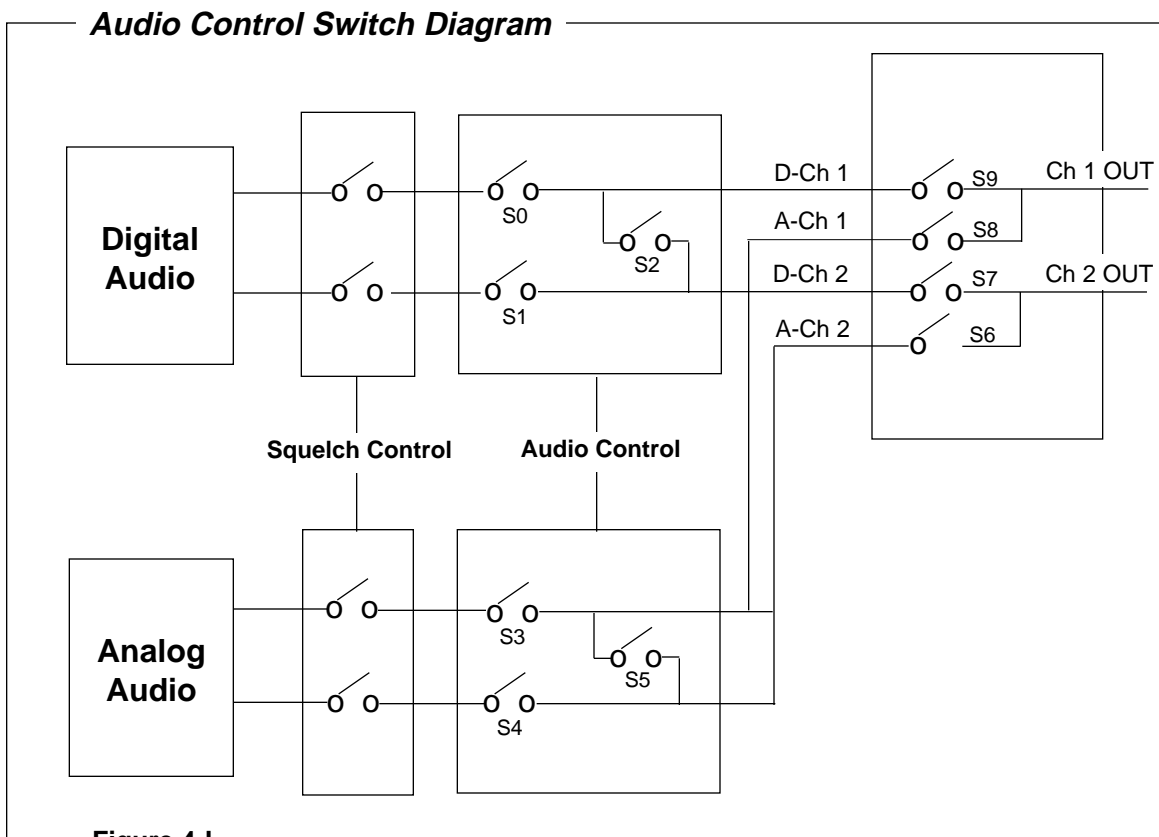 Audio Control Switch Diagram
Digital
Audio
S0
S2
S1
D-Ch 1
A-Ch 1
D-Ch 2
A-Ch 2
S9
S8
S7
S6
Ch 1 OUT
Ch 2 OUT
Squelch Control
Audio Control
Analog
Audio
S3
S5
S4